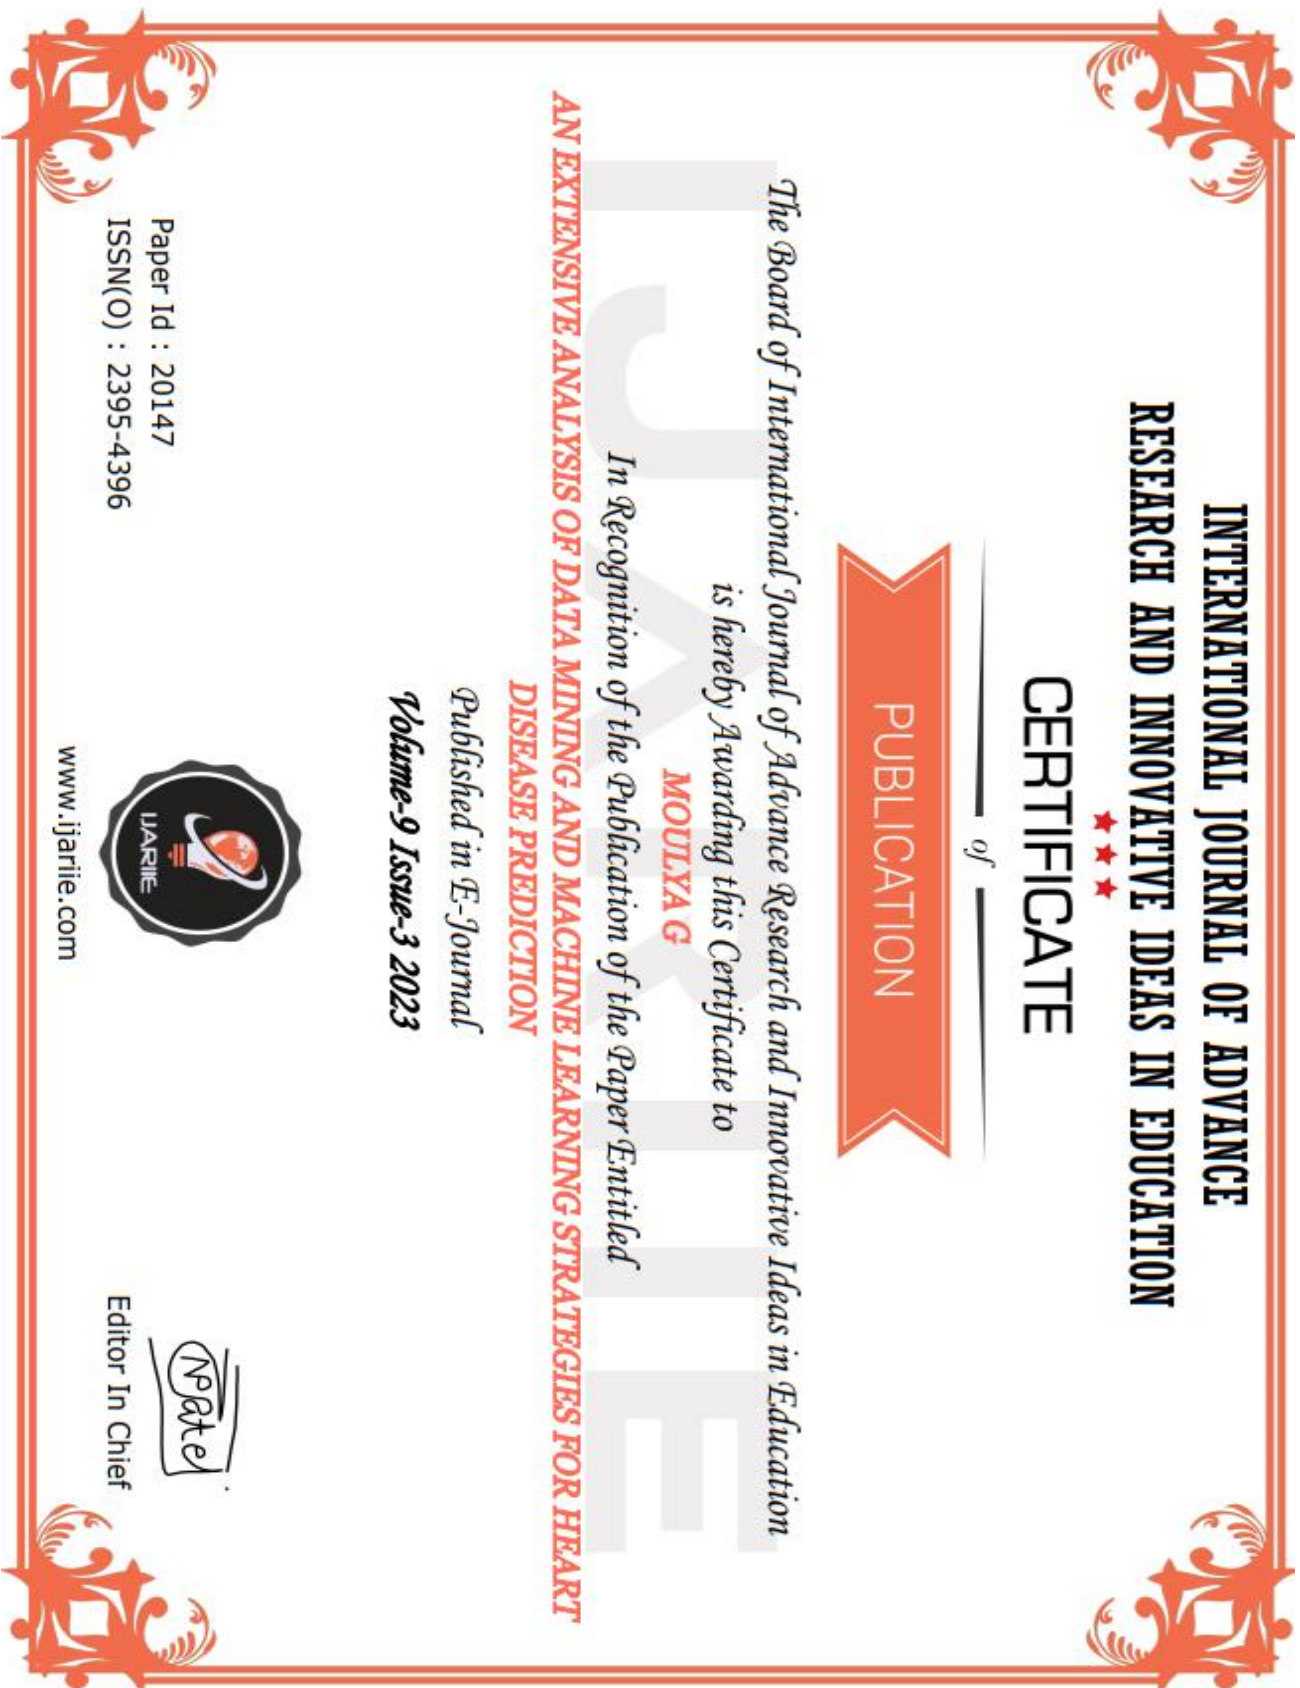 INTERNATIONAL JOURNAL OF ADVANCE
RESEARCH AND INNOVATIVE IDEAS IN EDUCATION
CERTIFICATE
of
PUBLICATION
IJARIIE
The Board of International Journal of Advance Research and Innovative Ideas in Education
is hereby Awarding this Certificate to
MOULYA G
In Recognition of the Publication of the Paper Entitled
AN EXTENSIVE ANALYSIS OF DATA MINING AND MACHINE LEARNING STRATEGIES FOR HEART
DISEASE PREDICTION
Published in E-Journal
Volume-9 Issue-3 2023
Paper Id : 20147
ISSN(O) : 2395-4396
IJARIIE
www.ijariie.com
NPatel
Editor In Chief